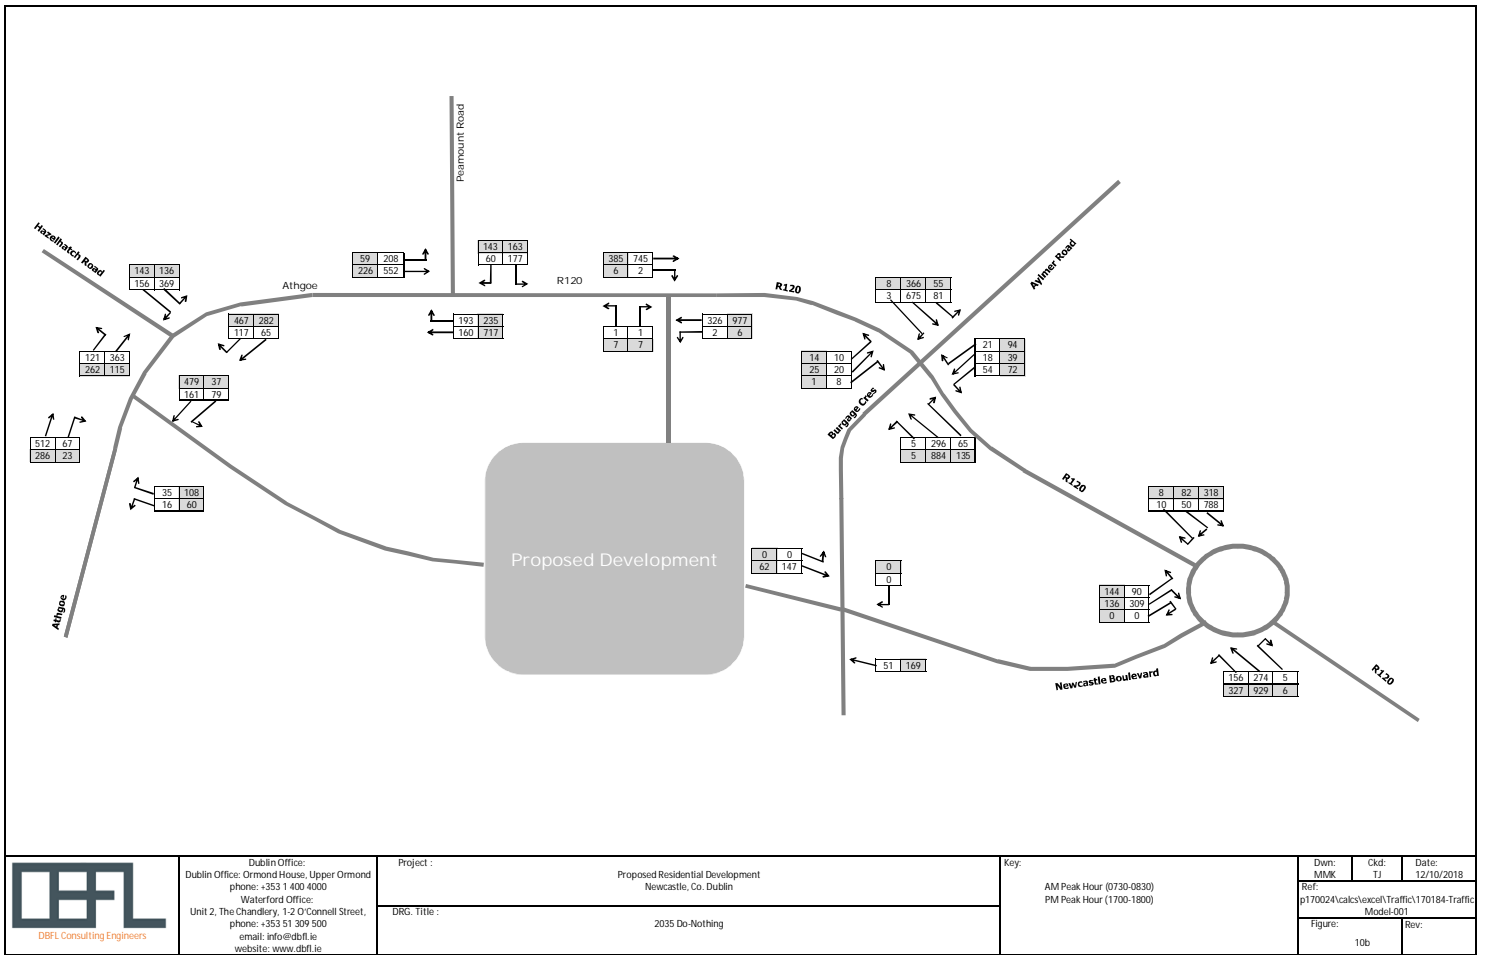 Peamount Road
Hazelhatch Road
Aylmer Road
143 163
60 177
59 208
226 552
385 745
6 2
143 136
156 369
Athgoe
R120
R120
8 366 55
3 675 81
467 282
117 65
193 235
160 717
1 1
7 7
326 977
2 6
121 363
262 115
14 10
25 20
1 8
21 94
18 39
54 72
479 37
161 79
Burgage Cres
512 67
286 23
5 296 65
5 884 135
R120
35 108
16 60
8 82 318
10 50 788
Proposed Development
0 0
62 147
0
0
144 90
136 309
0 0
Athgoe
51 169
Newcastle Boulevard
156 274 5
327 929 6
R120
DBFL
DBFL Consulting Engineers
Dublin Office:
Dublin Office: Ormond House, Upper Ormond
phone: +353 1 400 4000
Waterford Office:
Unit 2, The Chandlery, 1-2 O'Connell Street,
phone: +353 51 309 500
email: info@dbfl.ie
website: www.dbfl.ie
Project :
Proposed Residential Development
Newcastle, Co. Dublin
DRG. Title :
2035 Do-Nothing
Key:
AM Peak Hour (0730-0830)
PM Peak Hour (1700-1800)
Dwn: Ckd: Date:
MMK TJ 12/10/2018
Ref:
p170024\calcs\excel\Traffic\170184-Traffic
Model-001
Figure: Rev:
10b